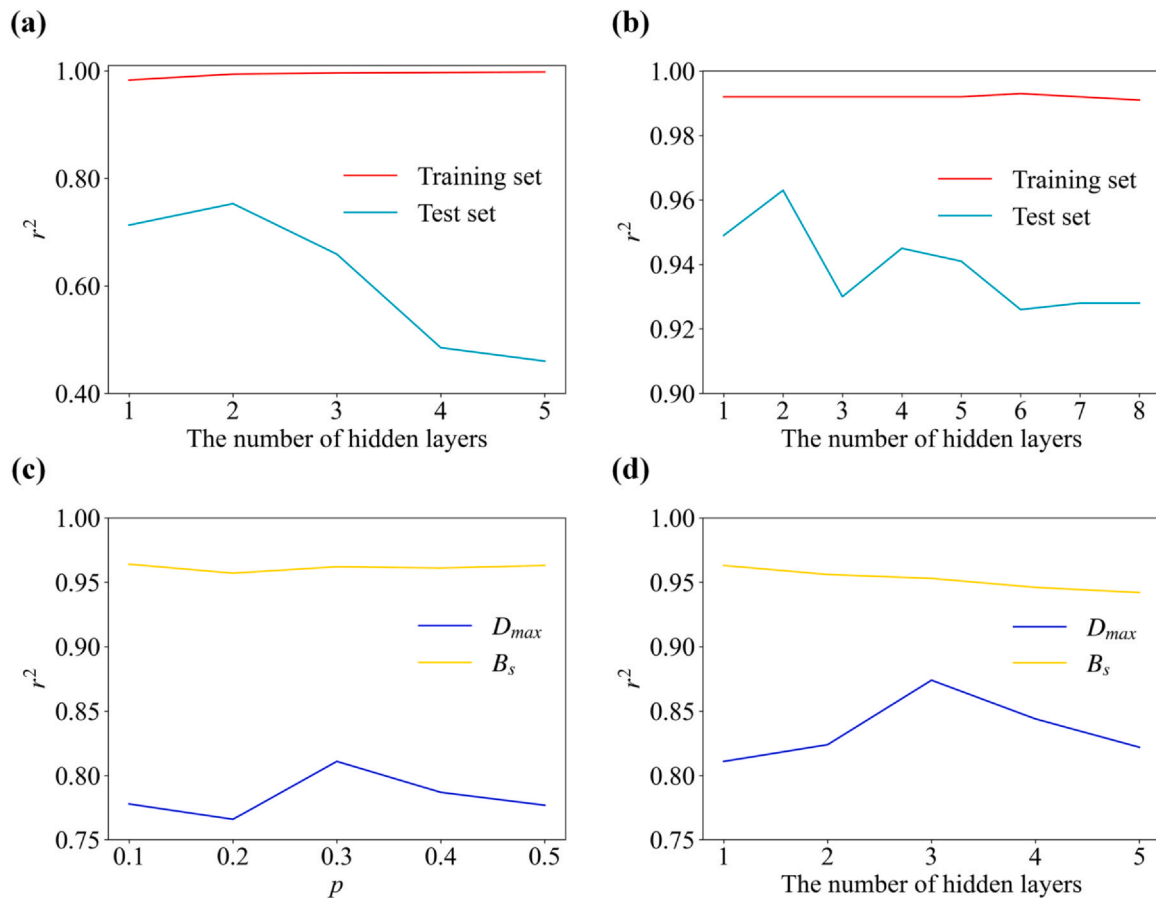 (a)
1.00
0.80
0.60
0.40
r²
Training set
Test set
1 2 3 4 5
The number of hidden layers
(b)
1.00
0.98
0.96
0.94
0.92
0.90
r²
Training set
Test set
1 2 3 4 5 6 7 8
The number of hidden layers
(c)
1.00
0.95
0.90
0.85
0.80
0.75
r²
Dmax
Bs
0.1 0.2 0.3 0.4 0.5
p
(d)
1.00
0.95
0.90
0.85
0.80
0.75
r²
Dmax
Bs
1 2 3 4 5
The number of hidden layers